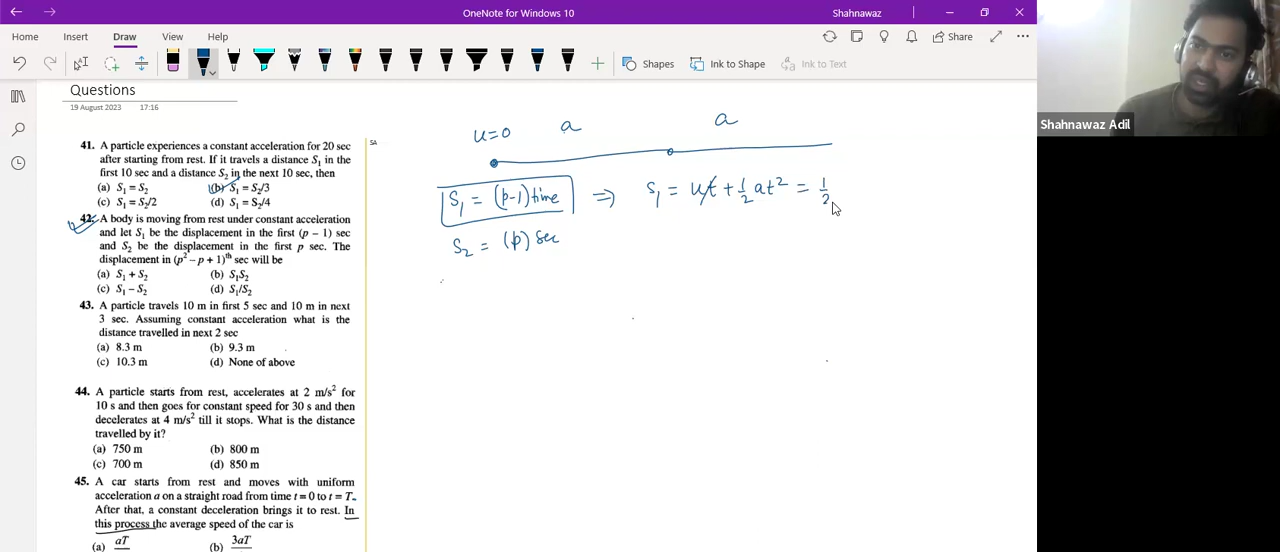 OneNote for Windows 10
Shahnawaz
Home Insert Draw View Help
Share
Shapes
Ink to Shape
Ink to Text
Questions
19 August 2023 17:16
41. A particle experiences a constant acceleration for 20 sec
after starting from rest. If it travels a distance S₁ in the
first 10 sec and a distance S₂ in the next 10 sec, then
(a) S₁ = S₂ (b) S₁ = S₂/3
(c) S₁ = S₂/2 (d) S₁ = S₂/4
42. A body is moving from rest under constant acceleration
and let S₁ be the displacement in the first (p − 1) sec
and S₂ be the displacement in the first p sec. The
displacement in (p² − p + 1)ᵗʰ sec will be
(a) S₁ + S₂ (b) S₁S₂
(c) S₁ − S₂ (d) S₁/S₂
43. A particle travels 10 m in first 5 sec and 10 m in next
3 sec. Assuming constant acceleration what is the
distance travelled in next 2 sec
(a) 8.3 m (b) 9.3 m
(c) 10.3 m (d) None of above
44. A particle starts from rest, accelerates at 2 m/s² for
10 s and then goes for constant speed for 30 s and then
decelerates at 4 m/s² till it stops. What is the distance
travelled by it?
(a) 750 m (b) 800 m
(c) 700 m (d) 850 m
45. A car starts from rest and moves with uniform
acceleration a on a straight road from time t = 0 to t = T.
After that, a constant deceleration brings it to rest. In
this process the average speed of the car is
(a) aT (b) 3aT
SA
u=0 a a
S₁ = (p-1) time ⇒ S₁ = ut + ½ at² = ½
S₂ = (p) sec
Shahnawaz Adil